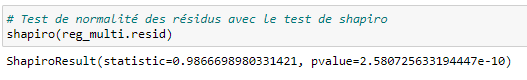 # Test de normalité des résidus avec le test de shapiro
shapiro(reg_multi.resid)
ShapiroResult(statistic=0.9866698980331421, pvalue=2.580725633194447e-10)